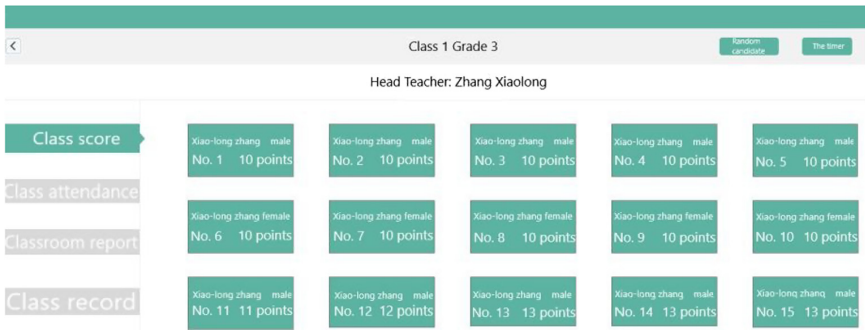 Class 1 Grade 3
Random candidate
The timer
Head Teacher: Zhang Xiaolong
Class score
Class attendance
Classroom report
Class record
Xiao-long zhang male
No. 1 10 points
Xiao-long zhang male
No. 2 10 points
Xiao-long zhang male
No. 3 10 points
Xiao-long zhang male
No. 4 10 points
Xiao-long zhang male
No. 5 10 points
Xiao-long zhang female
No. 6 10 points
Xiao-long zhang female
No. 7 10 points
Xiao-long zhang female
No. 8 10 points
Xiao-long zhang female
No. 9 10 points
Xiao-long zhang female
No. 10 10 points
Xiao-long zhang male
No. 11 11 points
Xiao-long zhang male
No. 12 12 points
Xiao-long zhang male
No. 13 13 points
Xiao-long zhang male
No. 14 13 points
Xiao-long zhang male
No. 15 13 points